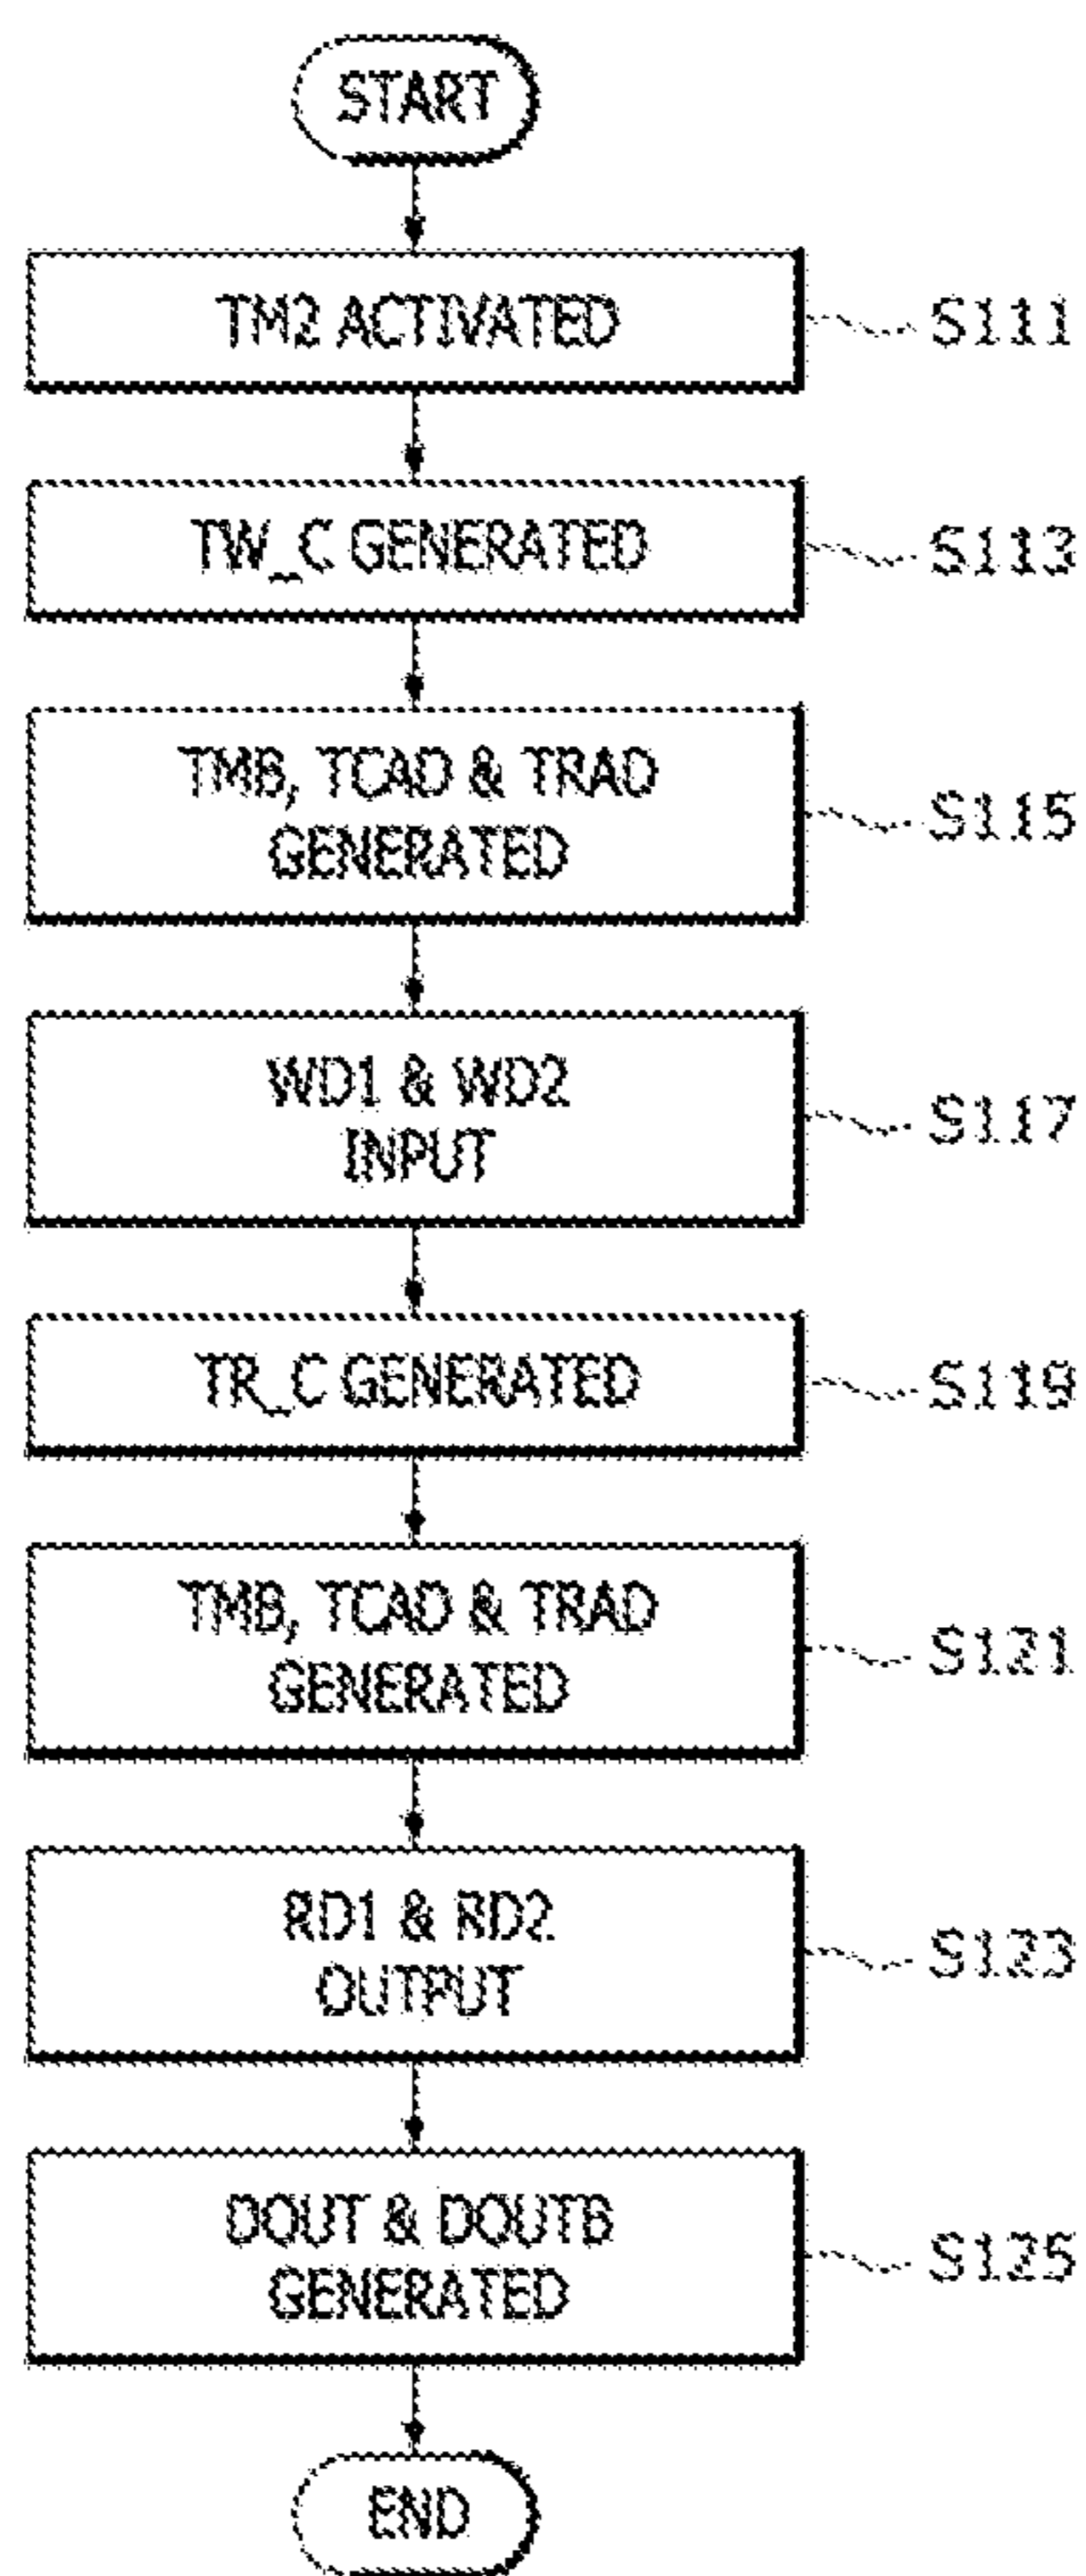 START
TM2 ACTIVATED
S111
TW_C GENERATED
S113
TMB, TCAD & TRAD
GENERATED
S115
WD1 & WD2
INPUT
S117
TR_C GENERATED
S119
TMB, TCAD & TRAD
GENERATED
S121
RD1 & RD2
OUTPUT
S123
DOUT & DOUTB
GENERATED
S125
END